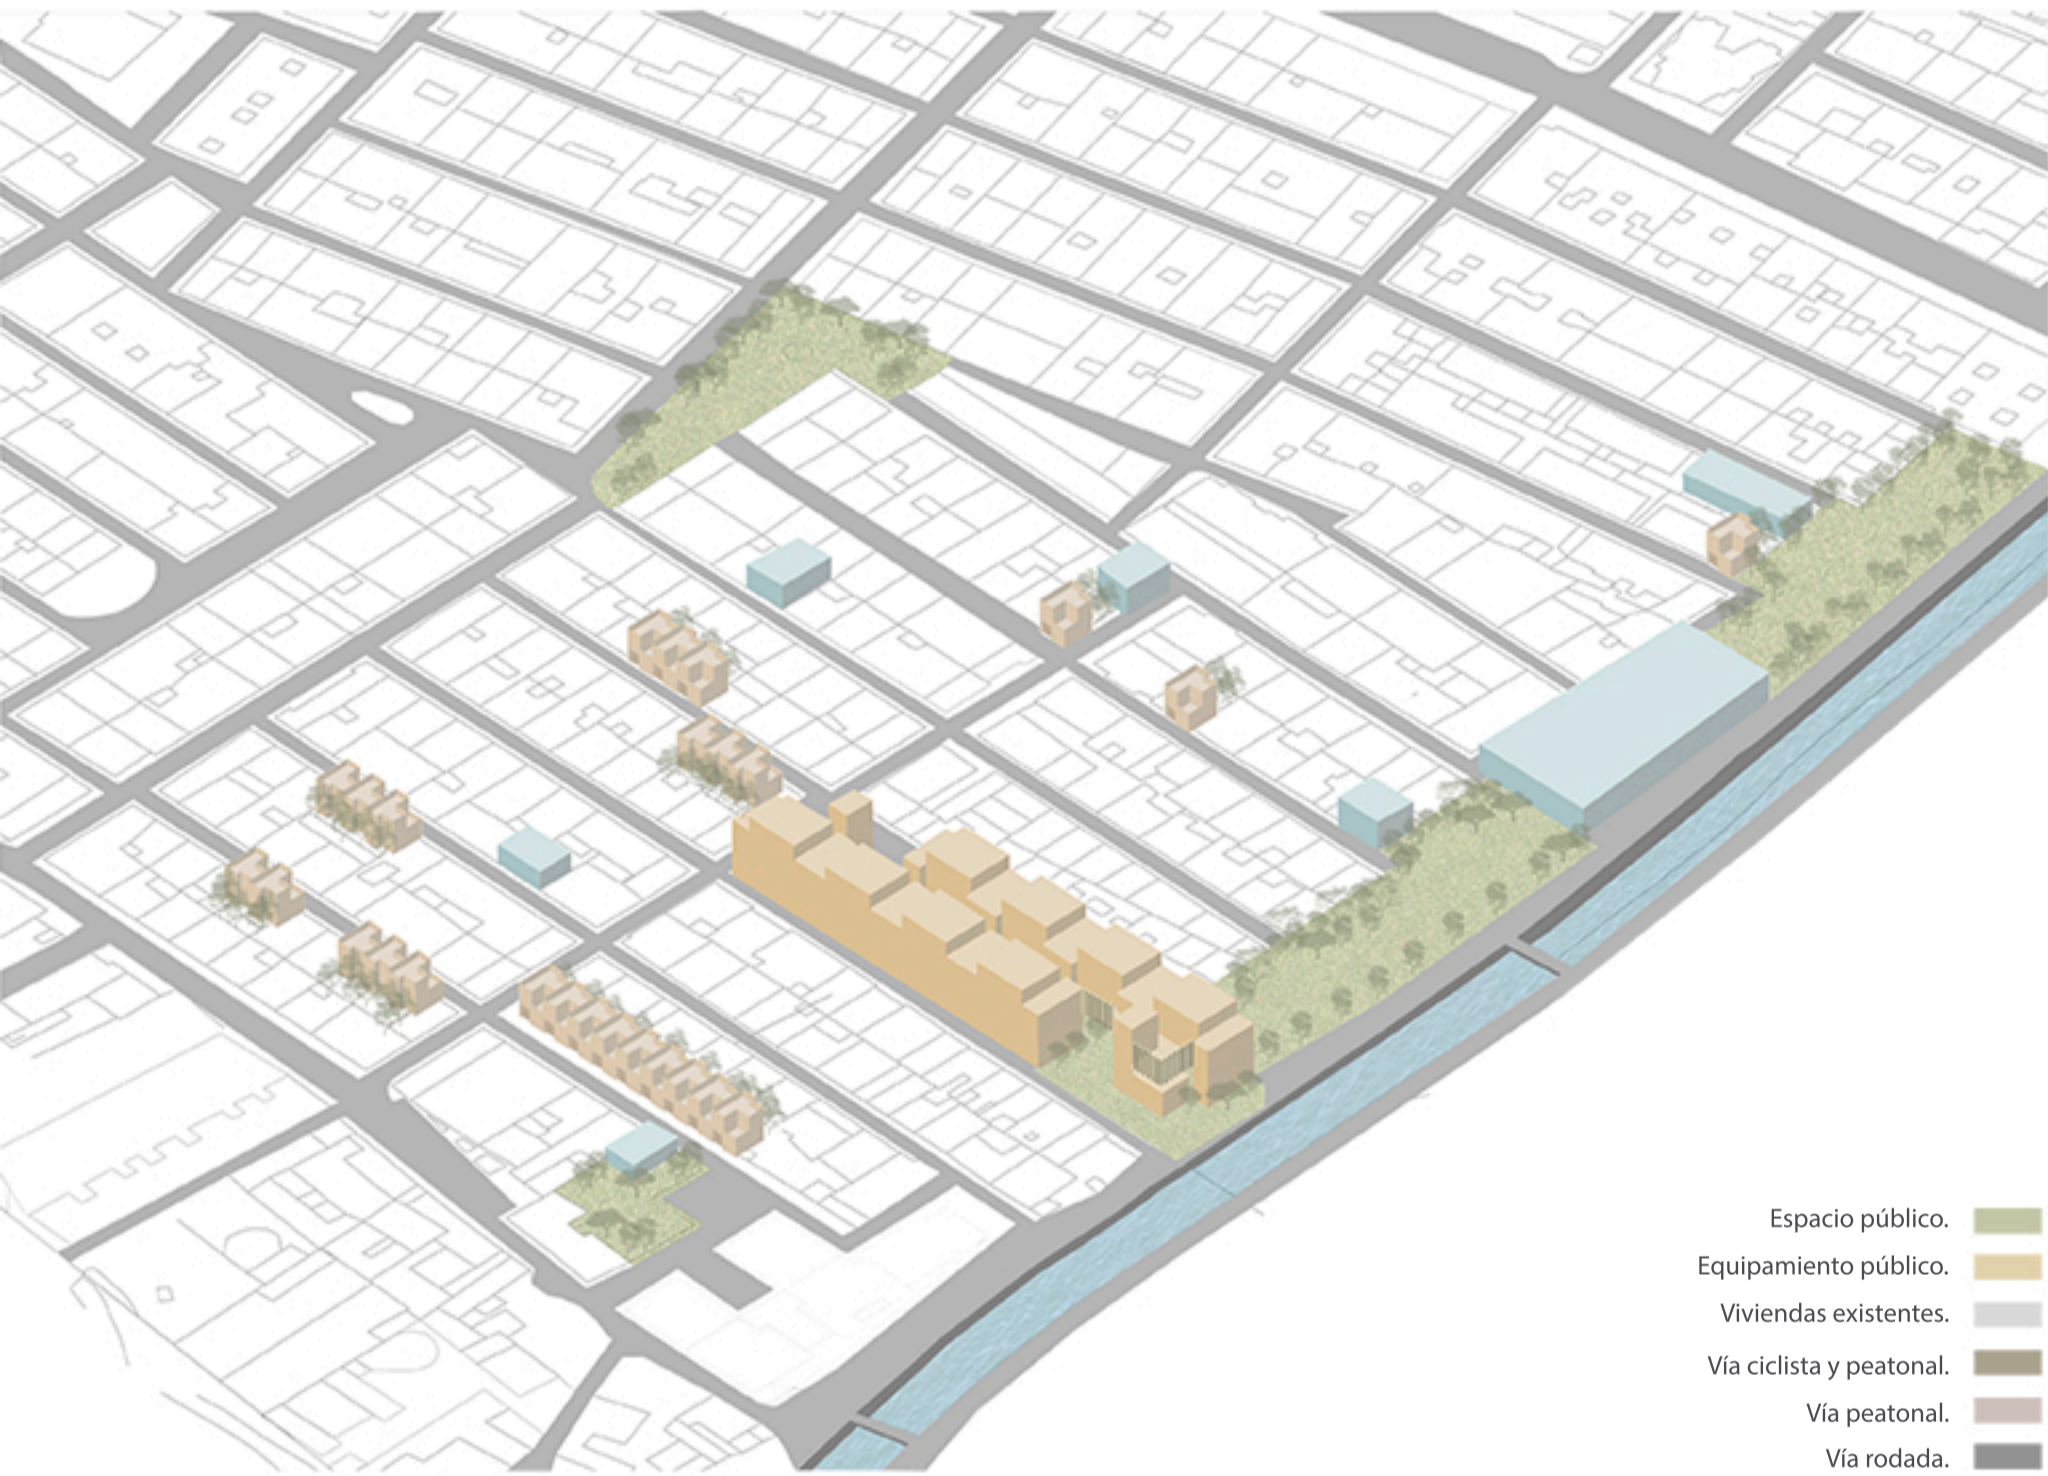 Espacio público.
Equipamiento público.
Viviendas existentes.
Vía ciclista y peatonal.
Vía peatonal.
Vía rodada.